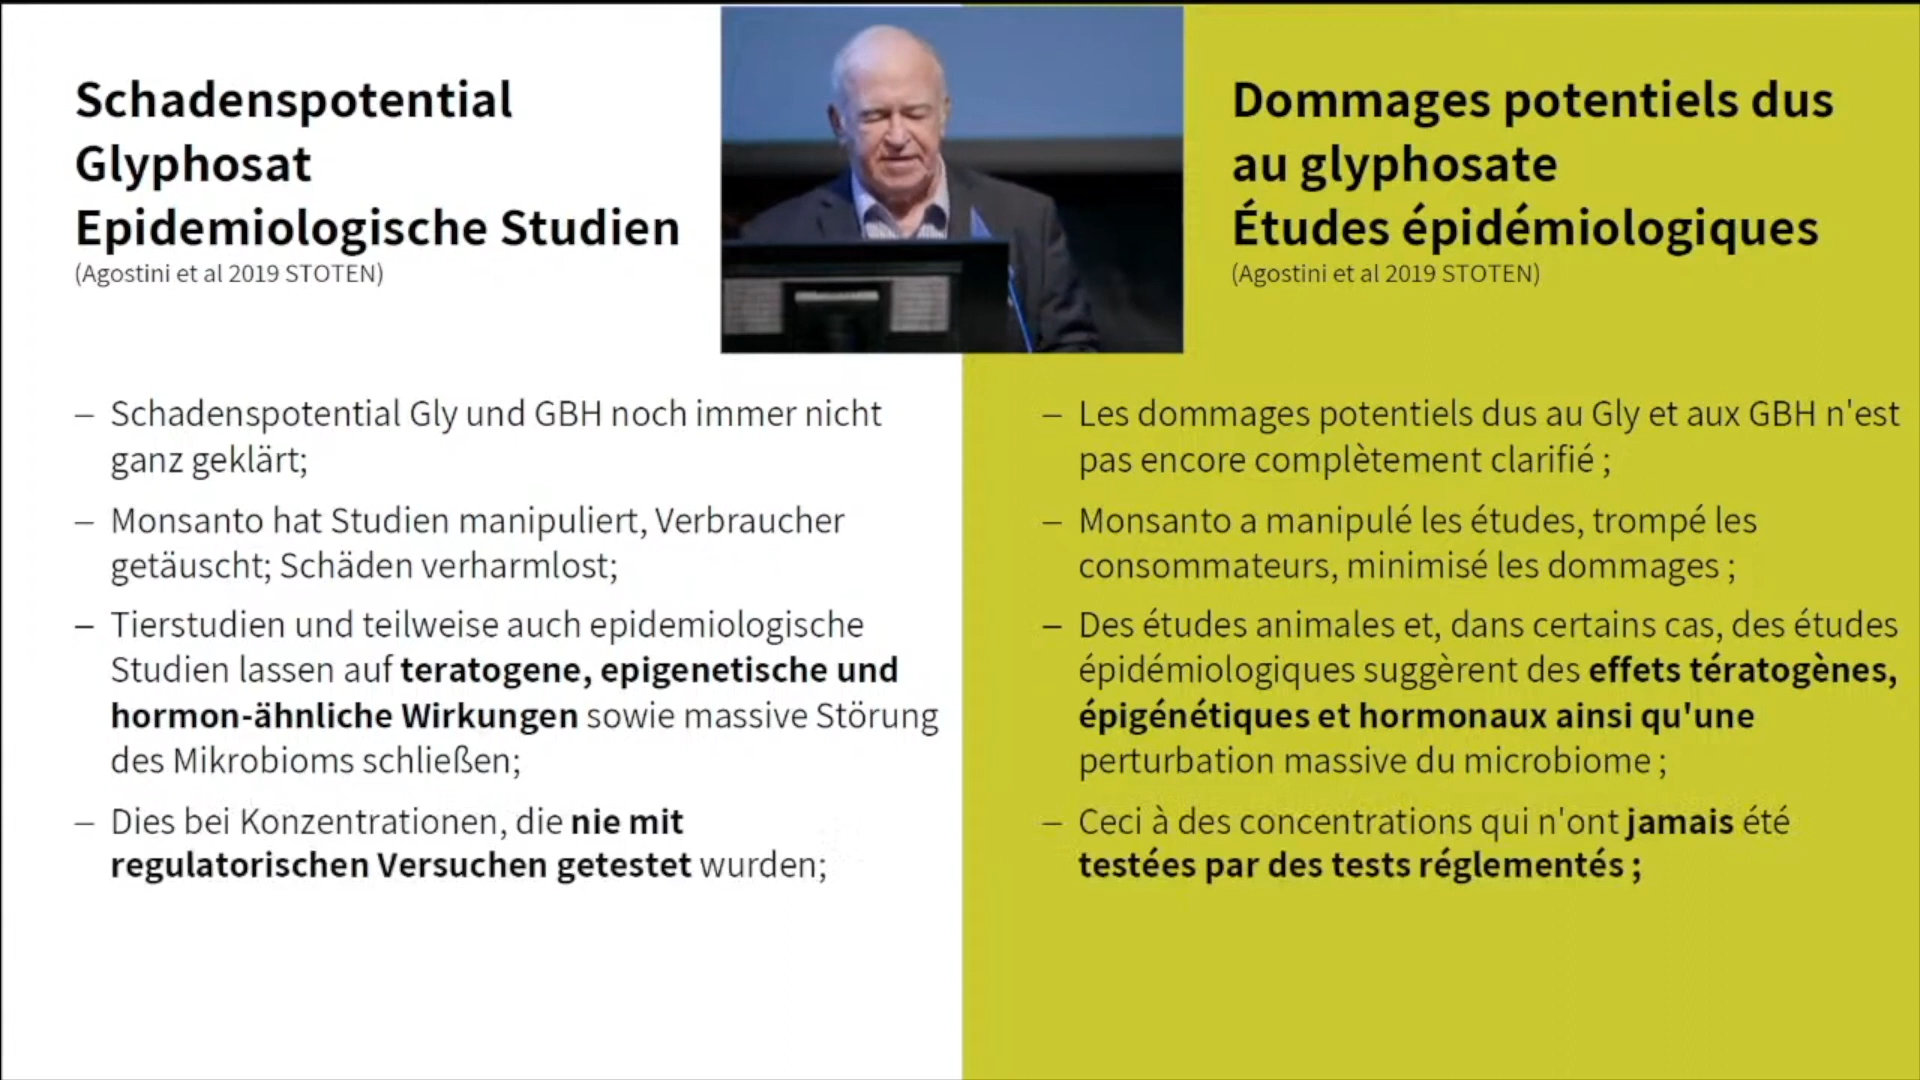 Schadenspotential
Glyphosat
Epidemiologische Studien
(Agostini et al 2019 STOTEN)
– Schadenspotential Gly und GBH noch immer nicht
ganz geklärt;
– Monsanto hat Studien manipuliert, Verbraucher
getäuscht; Schäden verharmlost;
– Tierstudien und teilweise auch epidemiologische
Studien lassen auf teratogene, epigenetische und
hormon-ähnliche Wirkungen sowie massive Störung
des Mikrobioms schließen;
– Dies bei Konzentrationen, die nie mit
regulatorischen Versuchen getestet wurden;
Dommages potentiels dus
au glyphosate
Études épidémiologiques
(Agostini et al 2019 STOTEN)
– Les dommages potentiels dus au Gly et aux GBH n'est
pas encore complètement clarifié ;
– Monsanto a manipulé les études, trompé les
consommateurs, minimisé les dommages ;
– Des études animales et, dans certains cas, des études
épidémiologiques suggèrent des effets tératogènes,
épigénétiques et hormonaux ainsi qu'une
perturbation massive du microbiome ;
– Ceci à des concentrations qui n'ont jamais été
testées par des tests réglementés ;